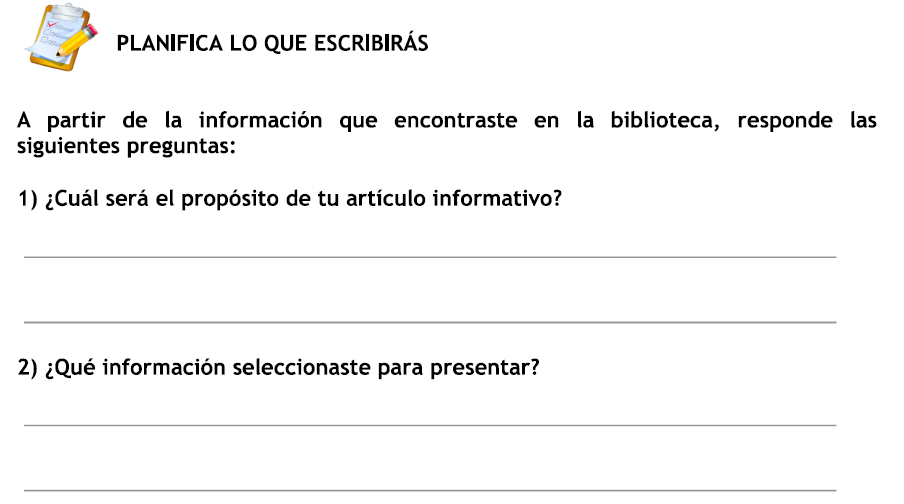 PLANIFICA LO QUE ESCRIBIRÁS
A partir de la información que encontraste en la biblioteca, responde las
siguientes preguntas:
1) ¿Cuál será el propósito de tu artículo informativo?
2) ¿Qué información seleccionaste para presentar?